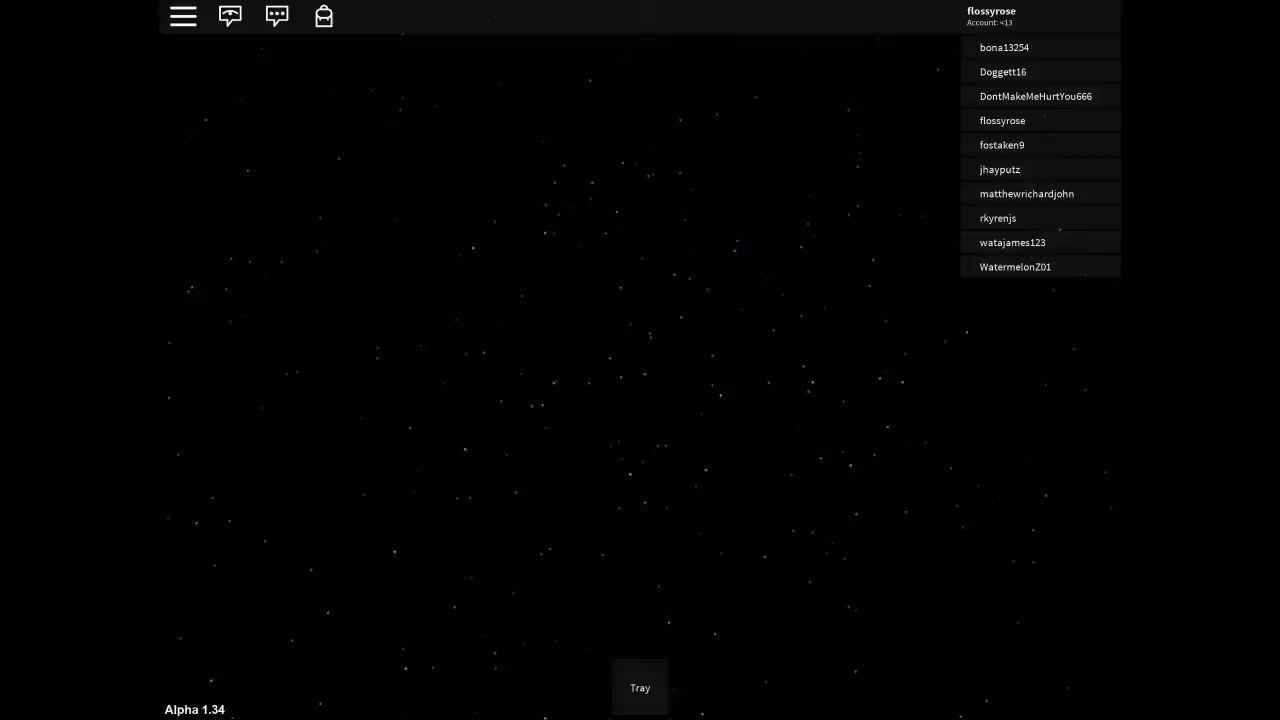 flossyrose
Account: <13
bona13254
Doggett16
DontMakeMeHurtYou666
flossyrose
fostaken9
jhayputz
matthewrichardjohn
rkyrenjs
watajames123
WatermelonZ01
Tray
Alpha 1.34